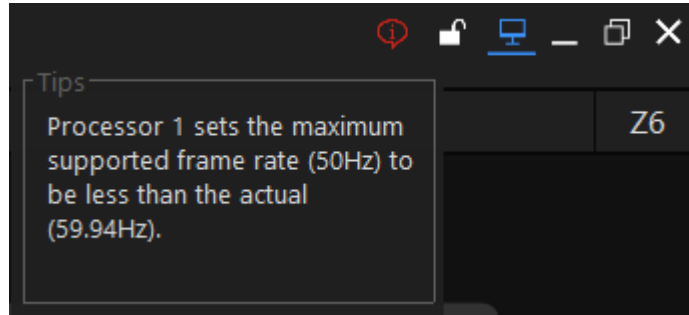 Tips
Processor 1 sets the maximum
supported frame rate (50Hz) to
be less than the actual
(59.94Hz).
Z6